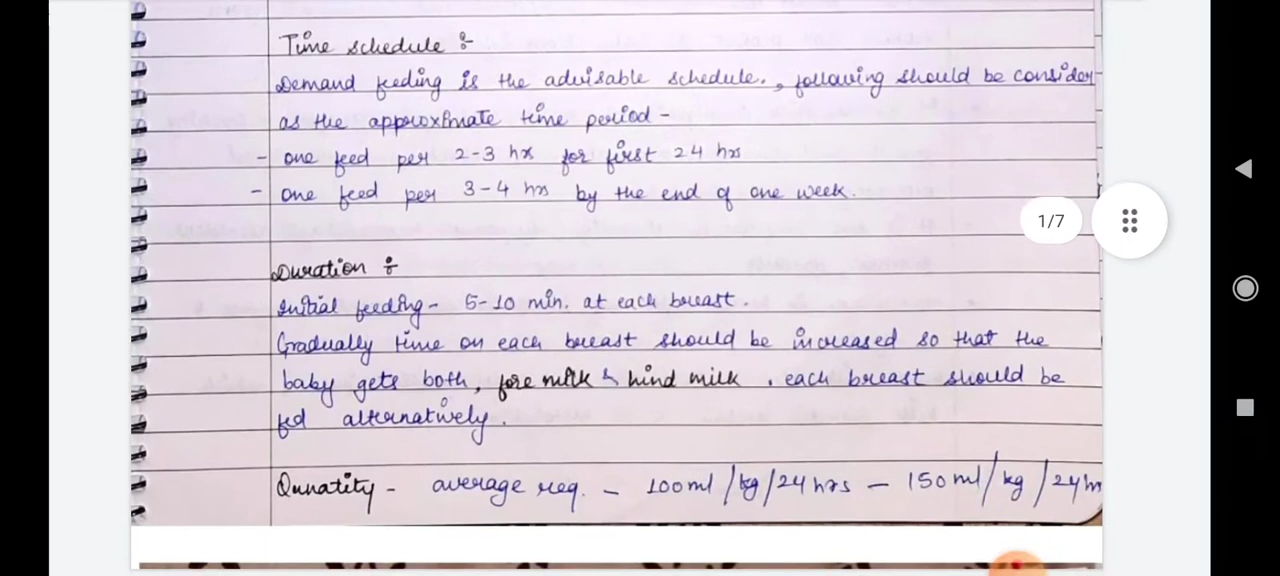 Time schedule :-
Demand feeding is the advisable schedule. , following should be consider
as the approximate time period -
- one feed per 2-3 hrs for first 24 hrs
- one feed per 3-4 hrs by the end of one week.
1/7
Duration :-
Initial feeding - 5-10 min. at each breast.
Gradually time on each breast should be increased so that the
baby gets both, fore milk & hind milk , each breast should be
fed alternatively.
Qunatity - average req. - 100ml/kg/24 hrs - 150ml/kg/24h